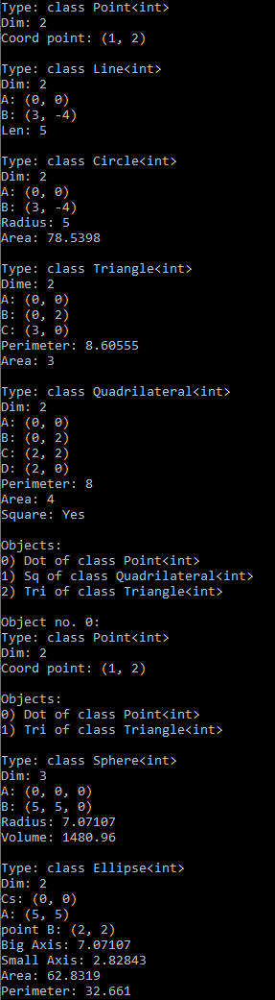 Type: class Point<int>
Dim: 2
Coord point: (1, 2)

Type: class Line<int>
Dim: 2
A: (0, 0)
B: (3, -4)
Len: 5

Type: class Circle<int>
Dim: 2
A: (0, 0)
B: (3, -4)
Radius: 5
Area: 78.5398

Type: class Triangle<int>
Dime: 2
A: (0, 0)
B: (0, 2)
C: (3, 0)
Perimeter: 8.60555
Area: 3

Type: class Quadrilateral<int>
Dim: 2
A: (0, 0)
B: (0, 2)
C: (2, 2)
D: (2, 0)
Perimeter: 8
Area: 4
Square: Yes

Objects:
0) Dot of class Point<int>
1) Sq of class Quadrilateral<int>
2) Tri of class Triangle<int>

Object no. 0:
Type: class Point<int>
Dim: 2
Coord point: (1, 2)

Objects:
0) Dot of class Point<int>
1) Tri of class Triangle<int>

Type: class Sphere<int>
Dim: 3
A: (0, 0, 0)
B: (5, 5, 0)
Radius: 7.07107
Volume: 1480.96

Type: class Ellipse<int>
Dim: 2
Cs: (0, 0)
A: (5, 5)
point B: (2, 2)
Big Axis: 7.07107
Small Axis: 2.82843
Area: 62.8319
Perimeter: 32.661